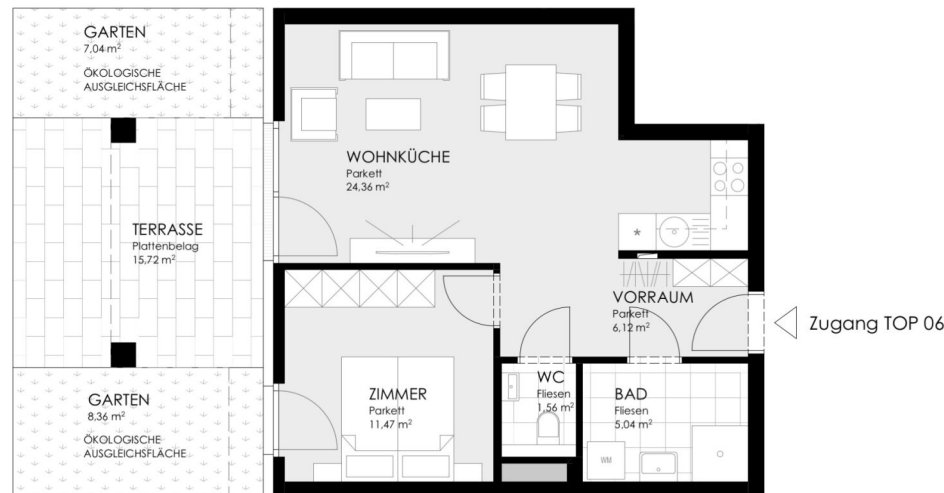 GARTEN
7,04 m²
ÖKOLOGISCHE
AUSGLEICHSFLÄCHE
WOHNKÜCHE
Parkett
24,36 m²
TERRASSE
Plattenbelag
15,72 m²
*
VORRAUM
Parkett
6,12 m²
Zugang TOP 06
GARTEN
8,36 m²
ÖKOLOGISCHE
AUSGLEICHSFLÄCHE
ZIMMER
Parkett
11,47 m²
WC
Fliesen
1,56 m²
BAD
Fliesen
5,04 m²
WM